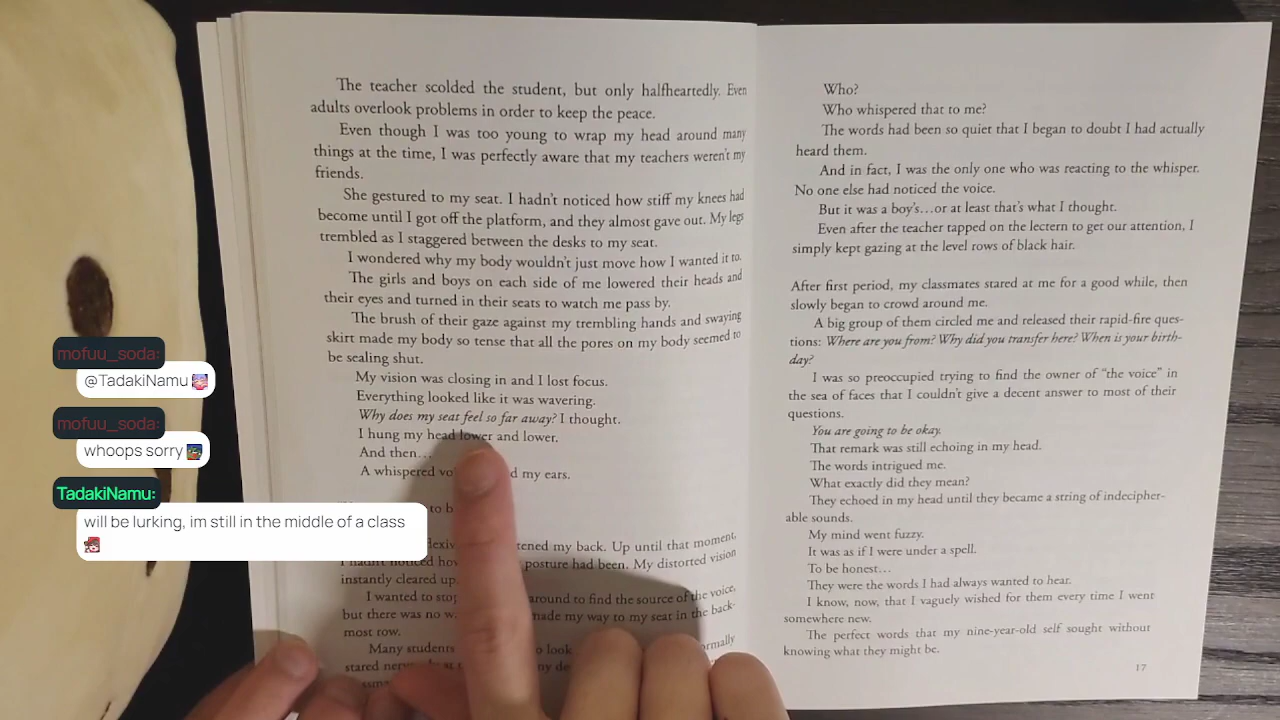 The teacher scolded the student, but only halfheartedly. Even
adults overlook problems in order to keep the peace.
Even though I was too young to wrap my head around many
things at the time, I was perfectly aware that my teachers weren't my
friends.
She gestured to my seat. I hadn't noticed how stiff my knees had
become until I got off the platform, and they almost gave out. My legs
trembled as I staggered between the desks to my seat.
I wondered why my body wouldn't just move how I wanted it to.
The girls and boys on each side of me lowered their heads and
their eyes and turned in their seats to watch me pass by.
The brush of their gaze against my trembling hands and swaying
skirt made my body so tense that all the pores on my body seemed to
be sealing shut.
My vision was closing in and I lost focus.
Everything looked like it was wavering.
Why does my seat feel so far away? I thought.
I hung my head lower and lower.
And then...
A whispered my ears.
to b
my back. Up until that moment,
I hadn't noticed posture had been. My distorted vision
instantly cleared up
I wanted to stop around to find the source of the voice,
but there was no made my way to my seat in the back-
most row.
Many students look
stared
Who?
Who whispered that to me?
The words had been so quiet that I began to doubt I had actually
heard them.
And in fact, I was the only one who was reacting to the whisper.
No one else had noticed the voice.
But it was a boy's...or at least that's what I thought.
Even after the teacher tapped on the lectern to get our attention, I
simply kept gazing at the level rows of black hair.
After first period, my classmates stared at me for a good while, then
slowly began to crowd around me.
A big group of them circled me and released their rapid-fire ques-
tions: Where are you from? Why did you transfer here? When is your birth-
day?
I was so preoccupied trying to find the owner of "the voice" in
the sea of faces that I couldn't give a decent answer to most of their
questions.
You are going to be okay.
That remark was still echoing in my head.
The words intrigued me.
What exactly did they mean?
They echoed in my head until they became a string of indecipher-
able sounds.
My mind went fuzzy.
It was as if I were under a spell.
To be honest...
They were the words I had always wanted to hear.
I know, now, that I vaguely wished for them every time I went
somewhere new.
The perfect words that my nine-year-old self sought without
knowing what they might be.
17
mofuu_soda:
@TadakiNamu
mofuu_soda:
whoops sorry
TadakiNamu:
will be lurking, im still in the middle of a class